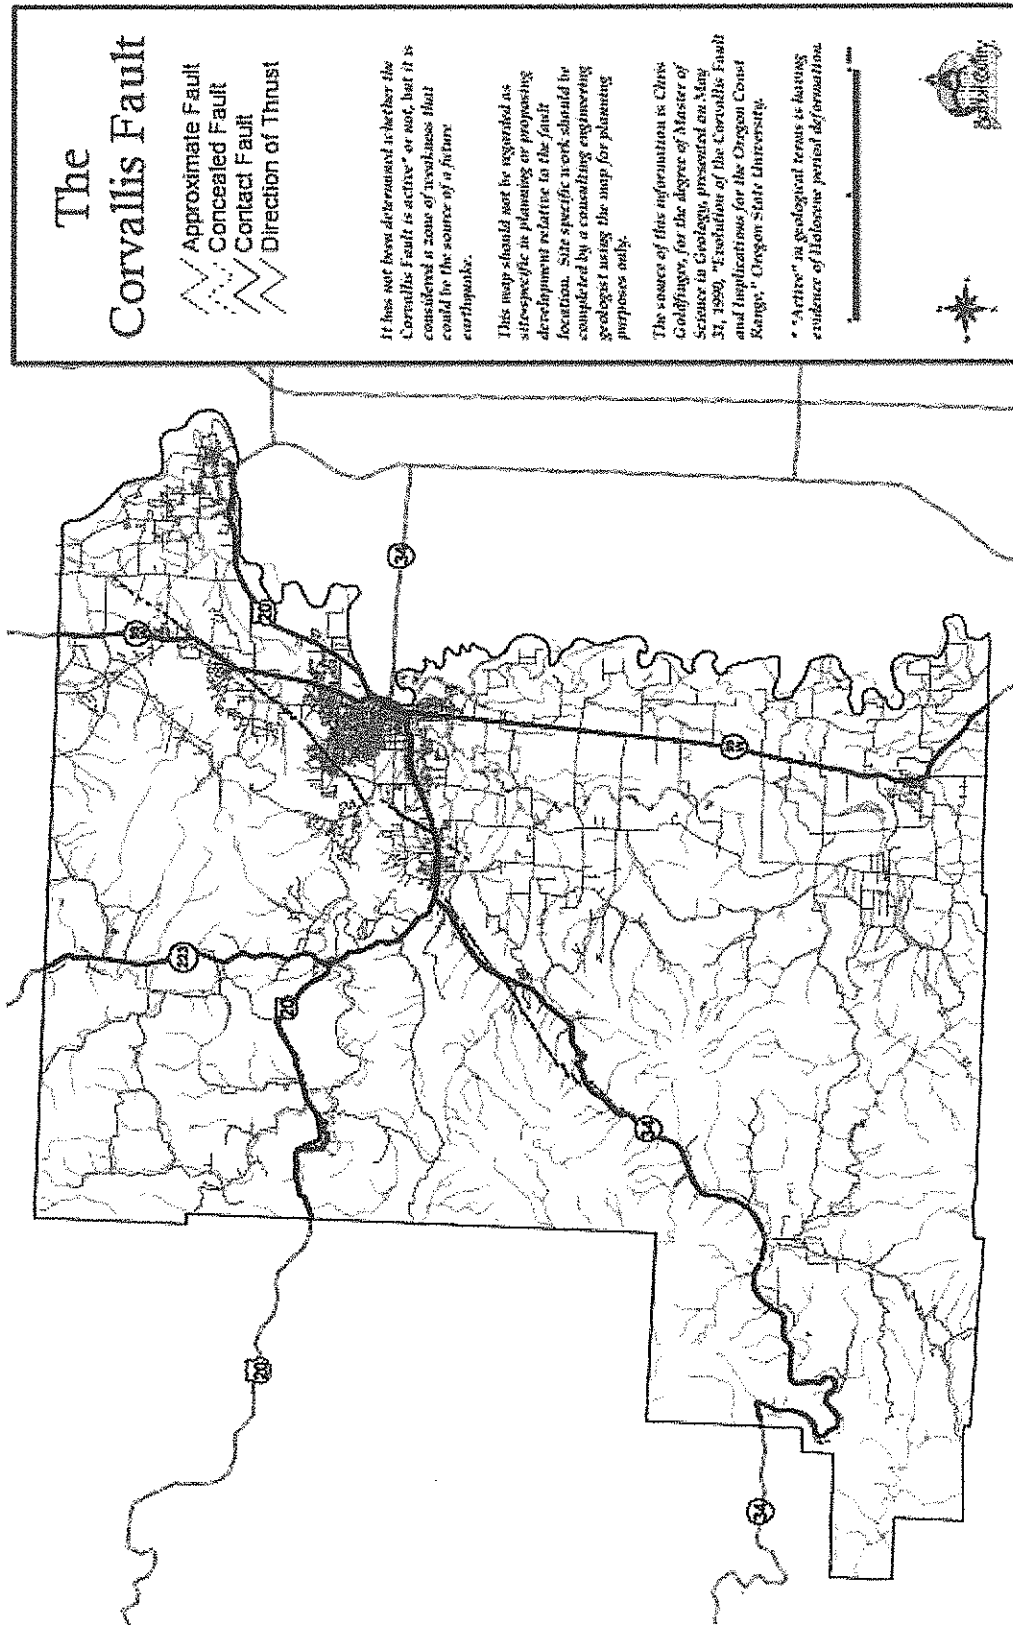 The
Corvallis Fault
Approximate Fault
Concealed Fault
Contact Fault
Direction of Thrust
It has not been determined whether the
Corvallis Fault is active* or not, but it is
considered a zone of weakness that
could be the source of a future
earthquake.
This map should not be regarded as
site-specific in planning or proposing
development relative to the fault
location. Site specific work should be
completed by a consulting engineering
geologist using the map for planning
purposes only.
The source of this information is Chris
Goldfinger, for the degree of Master of
Science in Geology, presented on May
31, 1990, "Evolution of the Corvallis Fault
and Implications for the Oregon Coast
Range," Oregon State University.
* "Active" in geological terms is having
evidence of Holocene period deformation.
20
34
20
34
20
34
223